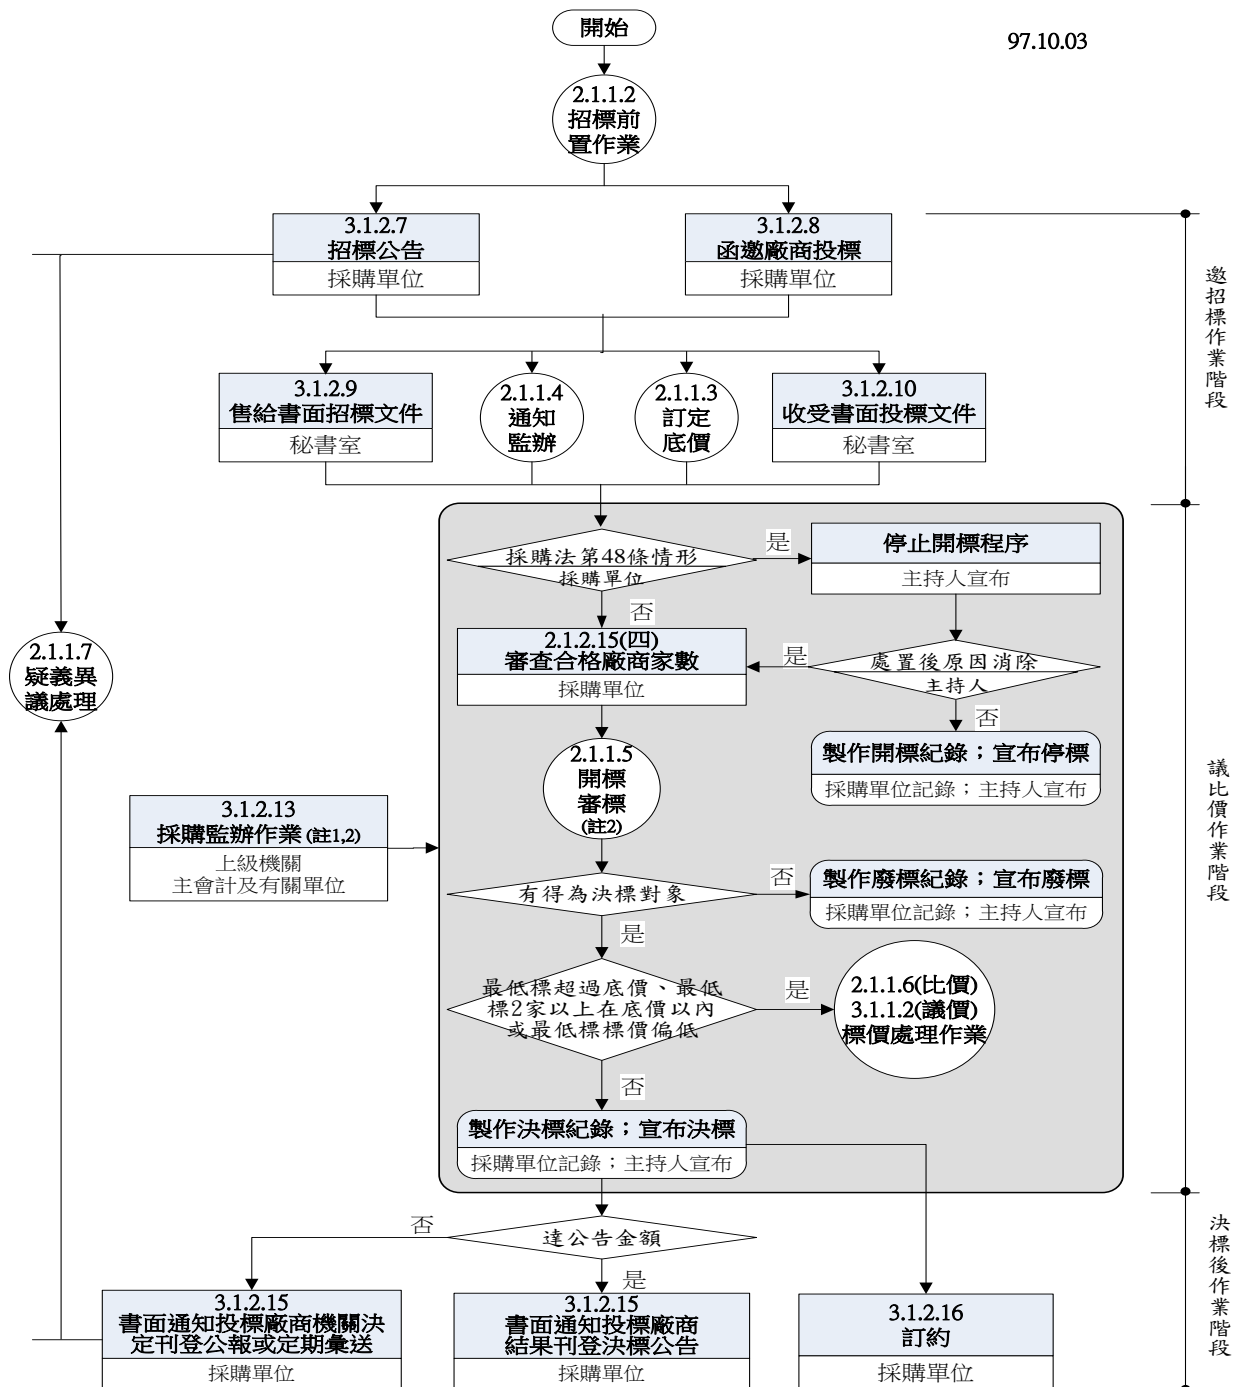 開始
97.10.03
2.1.1.2
招標前
置作業
3.1.2.7
招標公告
採購單位
3.1.2.8
函邀廠商投標
採購單位
邀招標作業階段
3.1.2.9
售給書面招標文件
秘書室
2.1.1.4
通知
監辦
2.1.1.3
訂定
底價
3.1.2.10
收受書面投標文件
秘書室
採購法第48條情形
採購單位
是
停止開標程序
主持人宣布
否
2.1.2.15(四)
審查合格廠商家數
採購單位
是
處置後原因消除
主持人
否
製作開標紀錄；宣布停標
採購單位記錄；主持人宣布
2.1.1.7
疑義異
議處理
2.1.1.5
開標
審標
(註2)
議比價作業階段
3.1.2.13
採購監辦作業(註1,2)
上級機關
主會計及有關單位
有得為決標對象
否
製作廢標紀錄；宣布廢標
採購單位記錄；主持人宣布
是
最低標超過底價、最低
標2家以上在底價以內
或最低標標價偏低
是
2.1.1.6(比價)
3.1.1.2(議價)
標價處理作業
否
製作決標紀錄；宣布決標
採購單位記錄；主持人宣布
達公告金額
否
是
決標後作業階段
3.1.2.15
書面通知投標廠商機關決
定刊登公報或定期彙送
採購單位
3.1.2.15
書面通知投標廠商
結果刊登決標公告
採購單位
3.1.2.16
訂約
採購單位